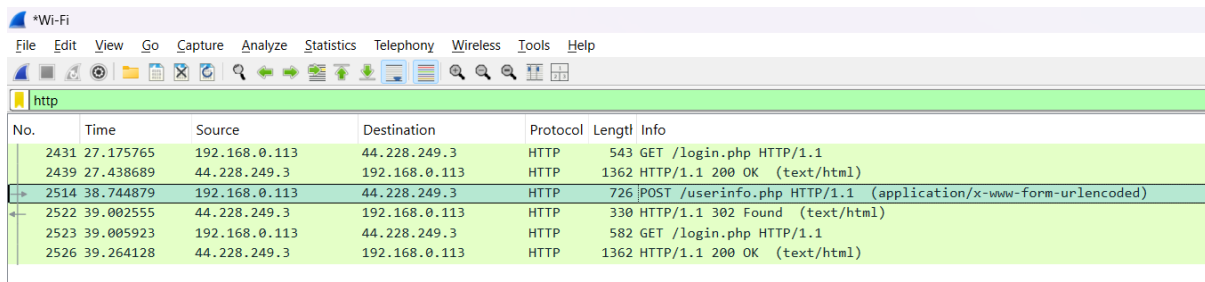 *Wi-Fi
File Edit View Go Capture Analyze Statistics Telephony Wireless Tools Help
http
No. Time Source Destination Protocol Length Info
2431 27.175765 192.168.0.113 44.228.249.3 HTTP 543 GET /login.php HTTP/1.1
2439 27.438689 44.228.249.3 192.168.0.113 HTTP 1362 HTTP/1.1 200 OK (text/html)
2514 38.744879 192.168.0.113 44.228.249.3 HTTP 726 POST /userinfo.php HTTP/1.1 (application/x-www-form-urlencoded)
2522 39.002555 44.228.249.3 192.168.0.113 HTTP 330 HTTP/1.1 302 Found (text/html)
2523 39.005923 192.168.0.113 44.228.249.3 HTTP 582 GET /login.php HTTP/1.1
2526 39.264128 44.228.249.3 192.168.0.113 HTTP 1362 HTTP/1.1 200 OK (text/html)